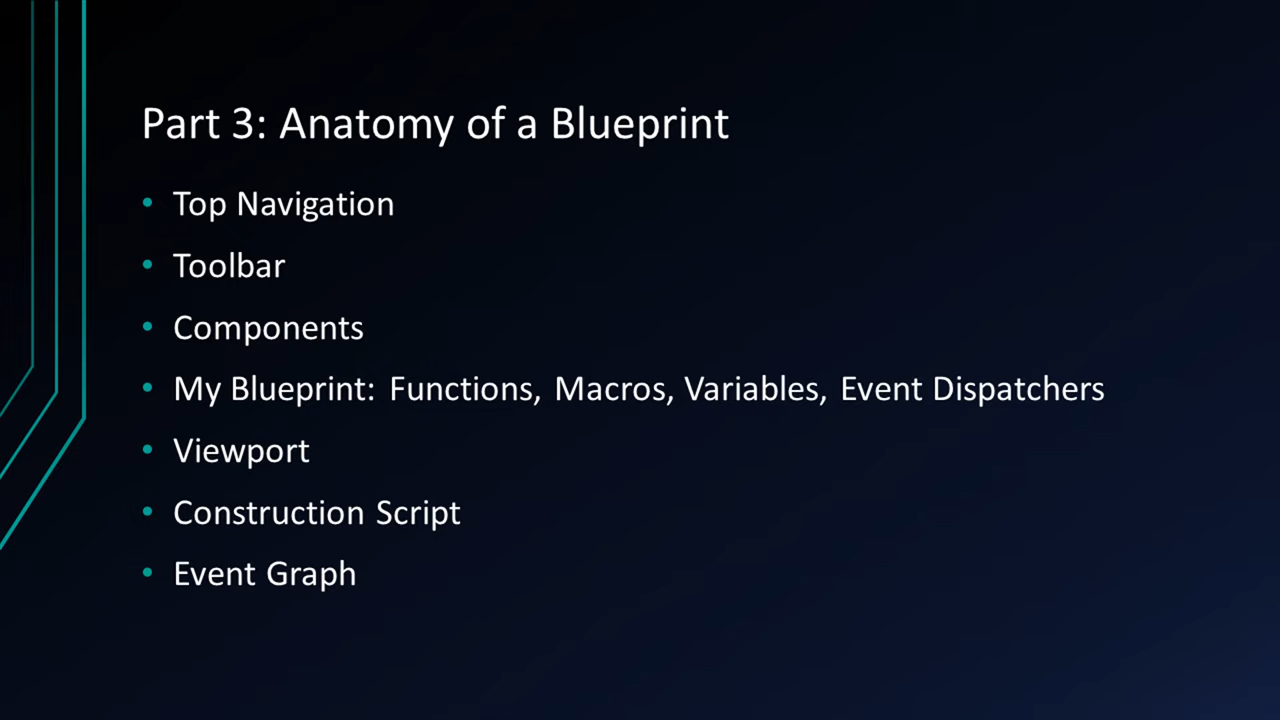 Part 3: Anatomy of a Blueprint
• Top Navigation
• Toolbar
• Components
• My Blueprint: Functions, Macros, Variables, Event Dispatchers
• Viewport
• Construction Script
• Event Graph